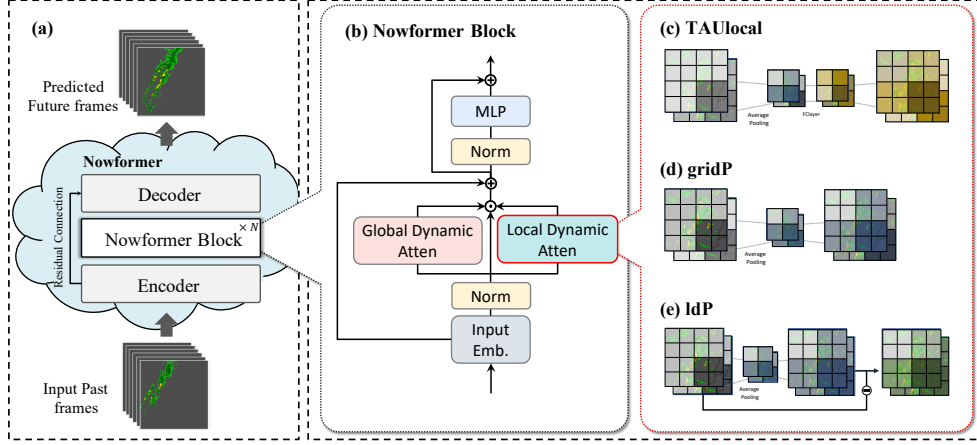 (a)
Predicted
Future frames
Nowformer
Decoder
Nowformer Block × N
Encoder
Residual Connection
Input Past
frames
(b) Nowformer Block
MLP
Norm
Global Dynamic
Atten
Local Dynamic
Atten
Norm
Input
Emb.
(c) TAUlocal
Average
Pooling
FClayer
(d) gridP
Average
Pooling
(e) ldP
Average
Pooling